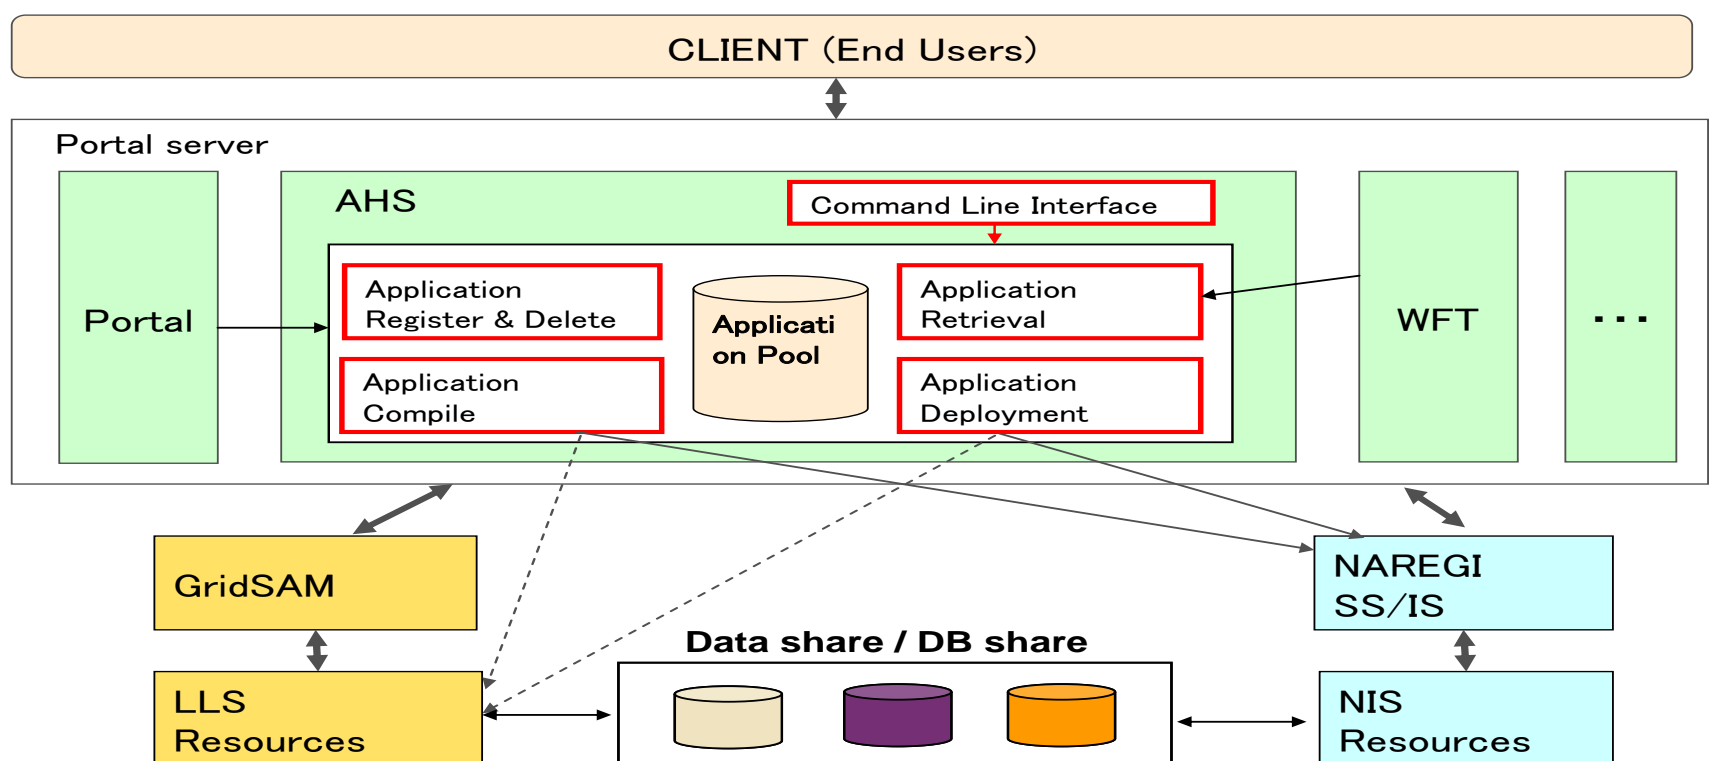 CLIENT (End Users)
Portal server
Portal
AHS
Command Line Interface
Application
Register & Delete
Application
Compile
Applicati
on Pool
Application
Retrieval
Application
Deployment
WFT
...
GridSAM
NAREGI
SS/IS
Data share / DB share
LLS
Resources
NIS
Resources